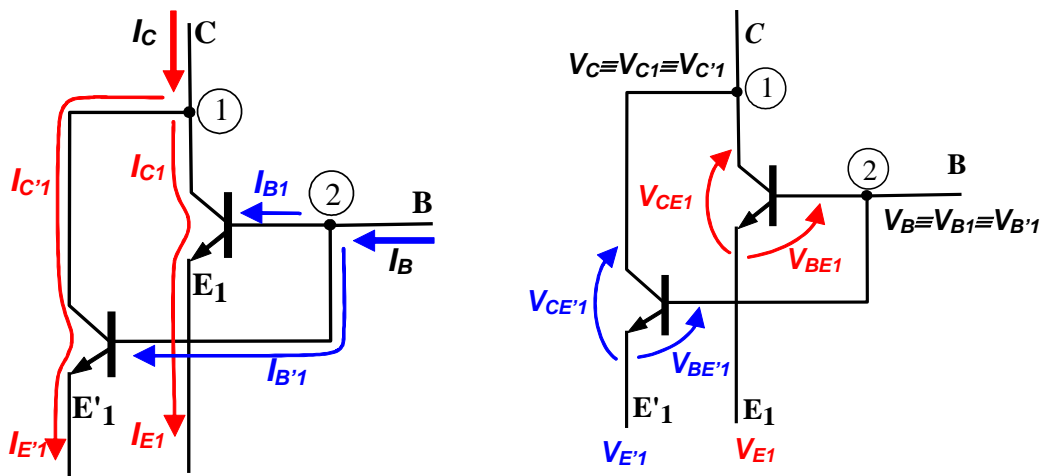 I_C C
1
I_C'1
I_C1
I_B1
2
B
I_B
E_1
I_B'1
E'_1
I_E'1
I_E1
C
V_C≡V_C1≡V_C'1
1
2
B
V_CE1
V_B≡V_B1≡V_B'1
V_BE1
V_CE'1
V_BE'1
E'_1
E_1
V_E'1
V_E1